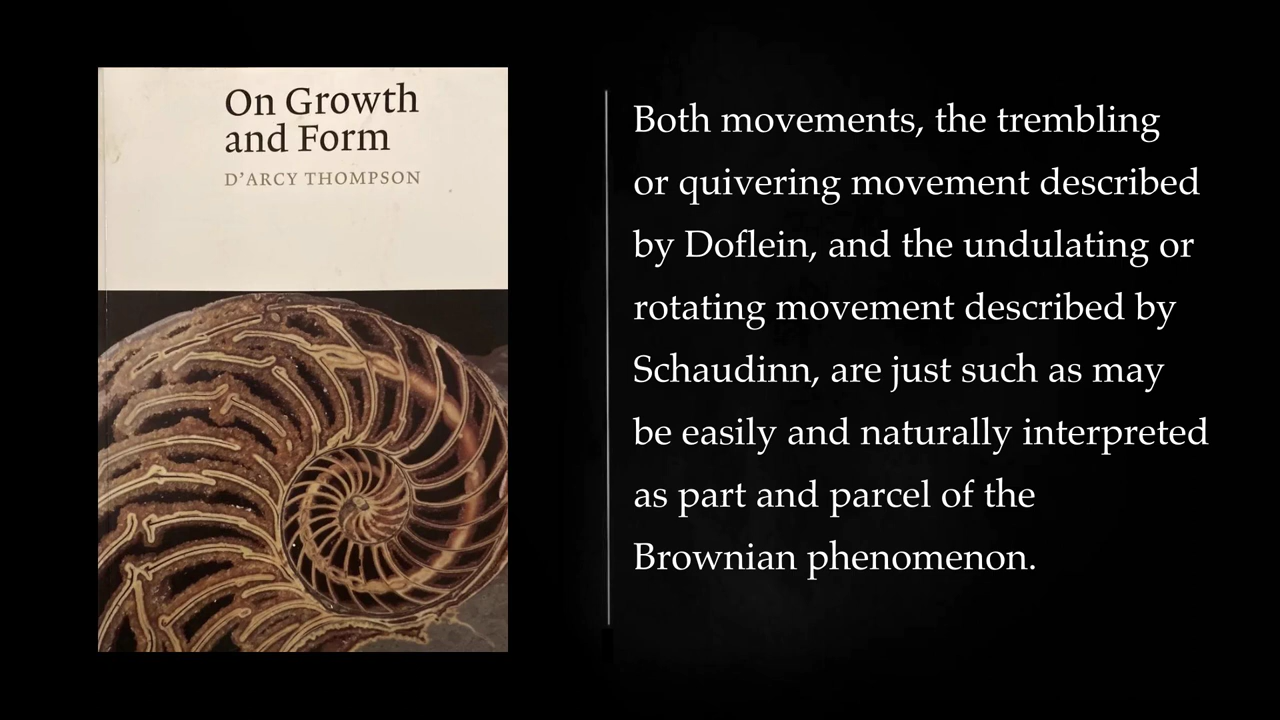 On Growth
and Form
D'ARCY THOMPSON
Both movements, the trembling
or quivering movement described
by Doflein, and the undulating or
rotating movement described by
Schaudinn, are just such as may
be easily and naturally interpreted
as part and parcel of the
Brownian phenomenon.